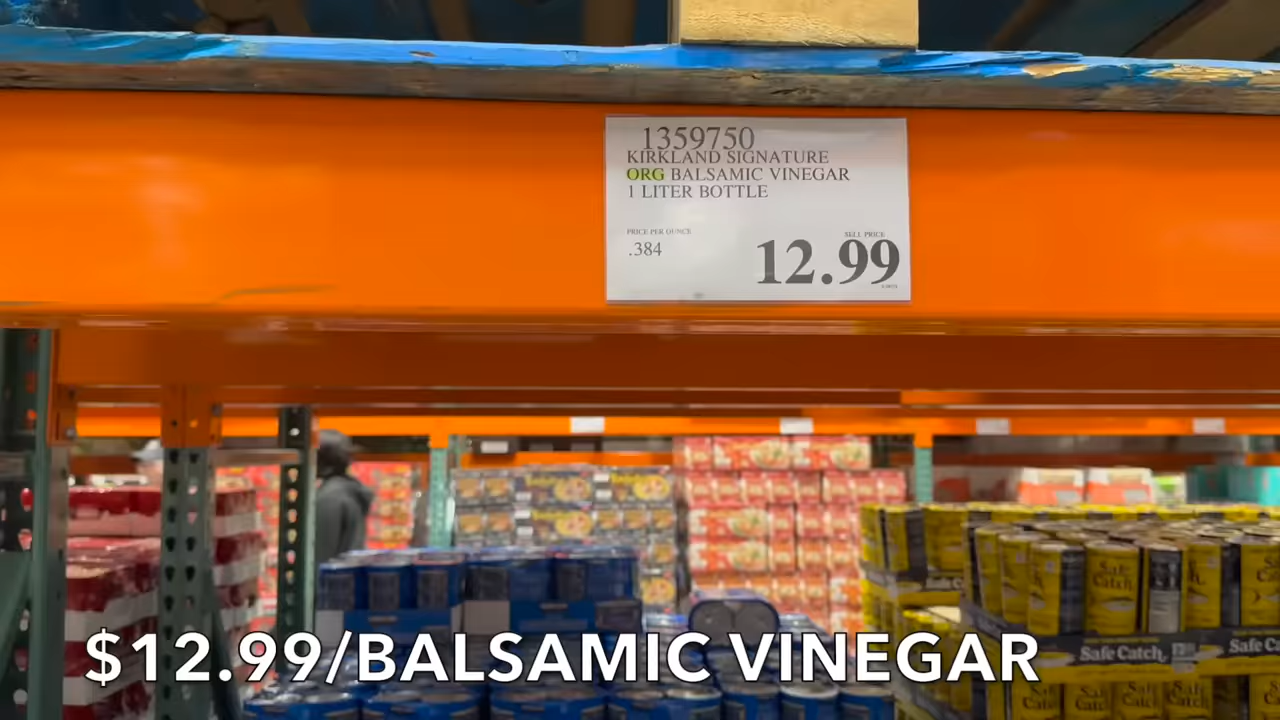 1359750
KIRKLAND SIGNATURE
ORG BALSAMIC VINEGAR
1 LITER BOTTLE
PRICE PER OUNCE
SELL PRICE
.384
12.99
Safe Catch
Safe Catch
Safe C
$12.99/BALSAMIC VINEGAR